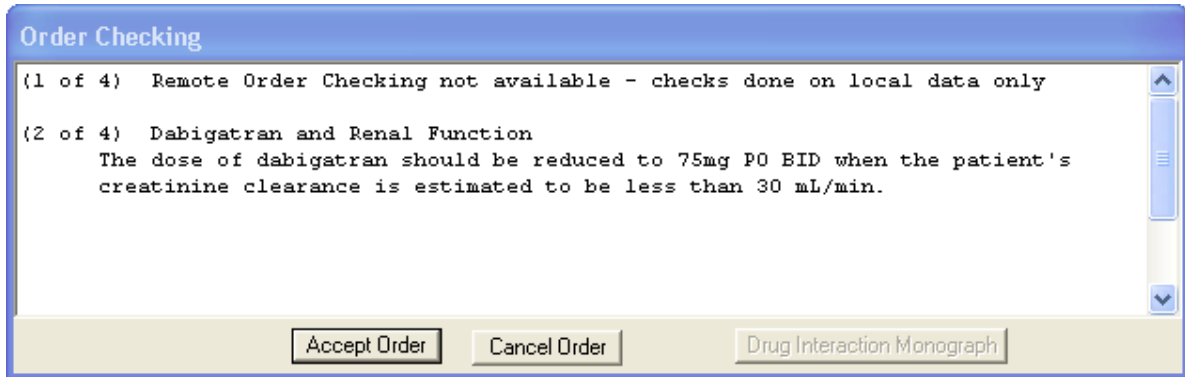 Order Checking
(1 of 4)  Remote Order Checking not available - checks done on local data only
(2 of 4)  Dabigatran and Renal Function
The dose of dabigatran should be reduced to 75mg PO BID when the patient's
creatinine clearance is estimated to be less than 30 mL/min.
Accept Order
Cancel Order
Drug Interaction Monograph